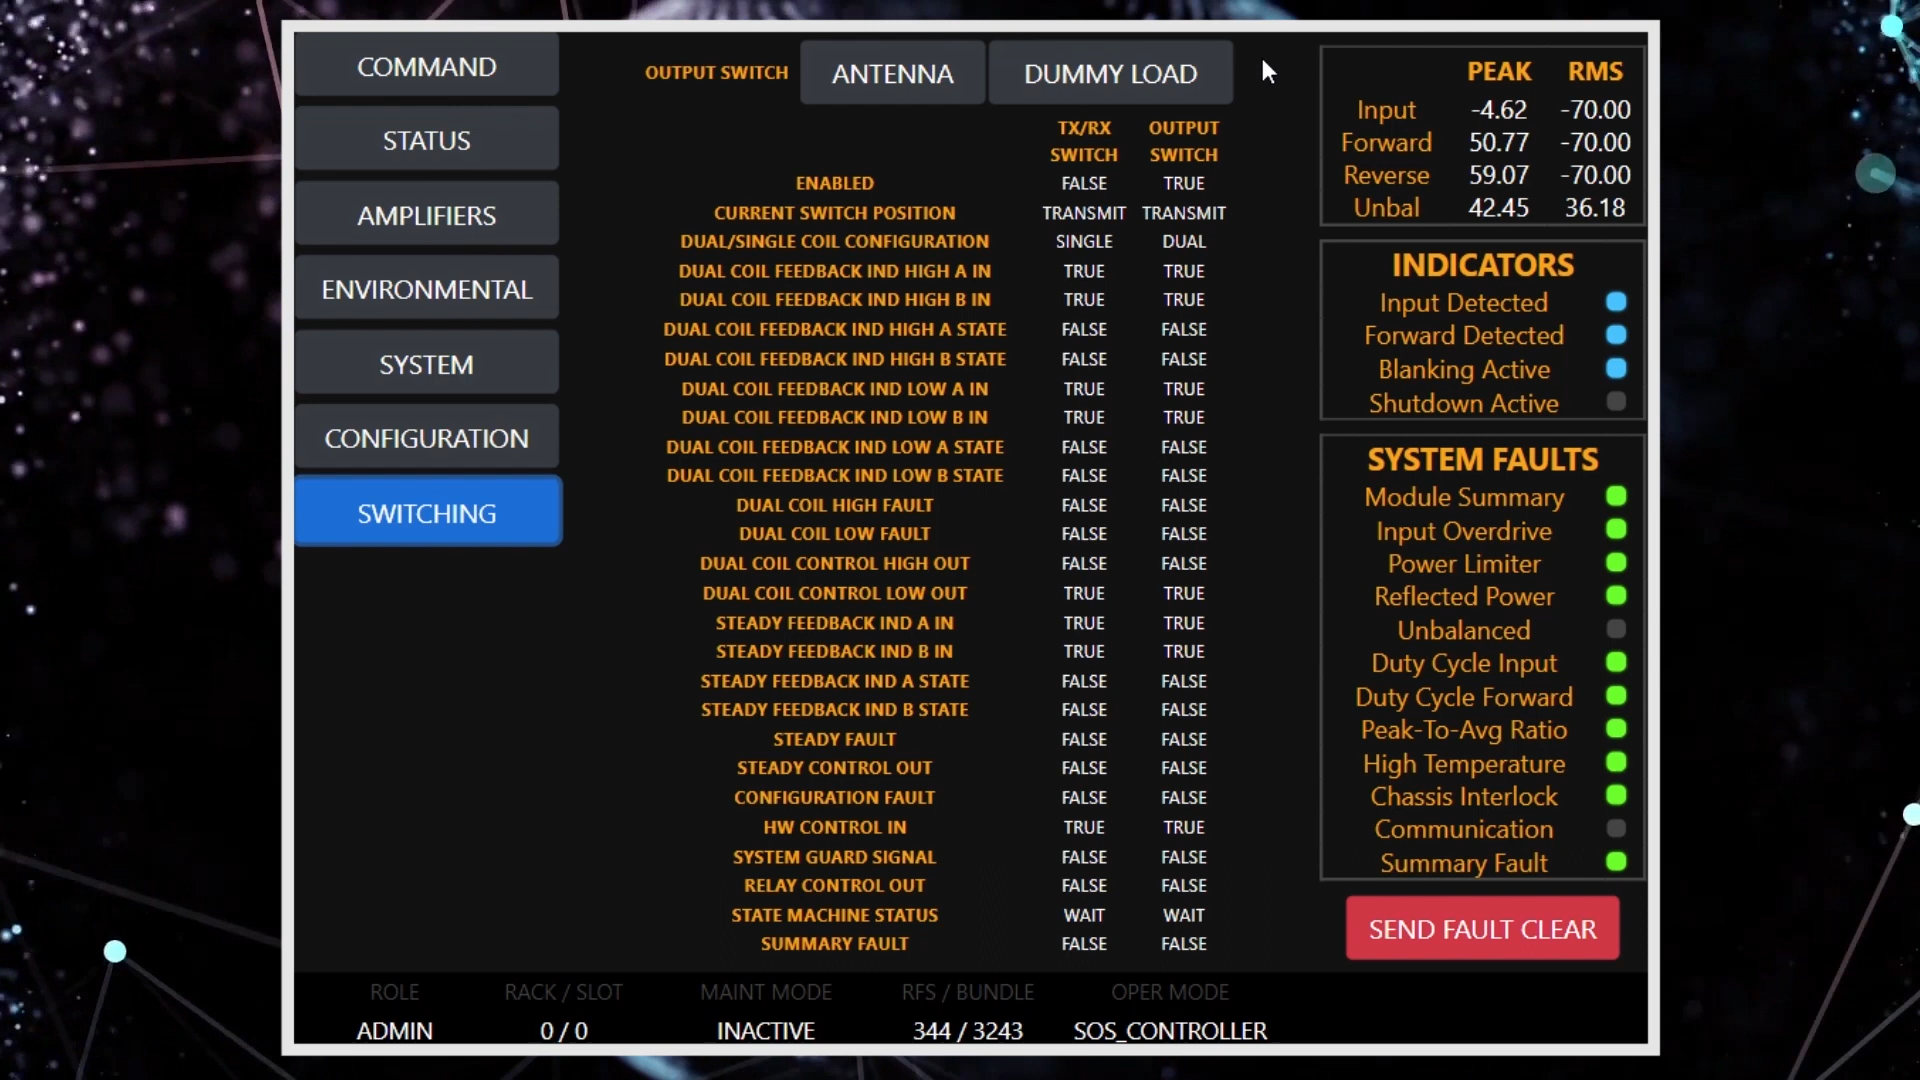 COMMAND
STATUS
AMPLIFIERS
ENVIRONMENTAL
SYSTEM
CONFIGURATION
SWITCHING
OUTPUT SWITCH ANTENNA DUMMY LOAD
TX/RX OUTPUT
SWITCH SWITCH
ENABLED FALSE TRUE
CURRENT SWITCH POSITION TRANSMIT TRANSMIT
DUAL/SINGLE COIL CONFIGURATION SINGLE DUAL
DUAL COIL FEEDBACK IND HIGH A IN TRUE TRUE
DUAL COIL FEEDBACK IND HIGH B IN TRUE TRUE
DUAL COIL FEEDBACK IND HIGH A STATE FALSE FALSE
DUAL COIL FEEDBACK IND HIGH B STATE FALSE FALSE
DUAL COIL FEEDBACK IND LOW A IN TRUE TRUE
DUAL COIL FEEDBACK IND LOW B IN TRUE TRUE
DUAL COIL FEEDBACK IND LOW A STATE FALSE FALSE
DUAL COIL FEEDBACK IND LOW B STATE FALSE FALSE
DUAL COIL HIGH FAULT FALSE FALSE
DUAL COIL LOW FAULT FALSE FALSE
DUAL COIL CONTROL HIGH OUT FALSE FALSE
DUAL COIL CONTROL LOW OUT TRUE TRUE
STEADY FEEDBACK IND A IN TRUE TRUE
STEADY FEEDBACK IND B IN TRUE TRUE
STEADY FEEDBACK IND A STATE FALSE FALSE
STEADY FEEDBACK IND B STATE FALSE FALSE
STEADY FAULT FALSE FALSE
STEADY CONTROL OUT FALSE FALSE
CONFIGURATION FAULT FALSE FALSE
HW CONTROL IN TRUE TRUE
SYSTEM GUARD SIGNAL FALSE FALSE
RELAY CONTROL OUT FALSE FALSE
STATE MACHINE STATUS WAIT WAIT
SUMMARY FAULT FALSE FALSE
PEAK RMS
Input -4.62 -70.00
Forward 50.77 -70.00
Reverse 59.07 -70.00
Unbal 42.45 36.18
INDICATORS
Input Detected
Forward Detected
Blanking Active
Shutdown Active
SYSTEM FAULTS
Module Summary
Input Overdrive
Power Limiter
Reflected Power
Unbalanced
Duty Cycle Input
Duty Cycle Forward
Peak-To-Avg Ratio
High Temperature
Chassis Interlock
Communication
Summary Fault
SEND FAULT CLEAR
ROLE RACK / SLOT MAINT MODE RFS / BUNDLE OPER MODE
ADMIN 0 / 0 INACTIVE 344 / 3243 SOS_CONTROLLER